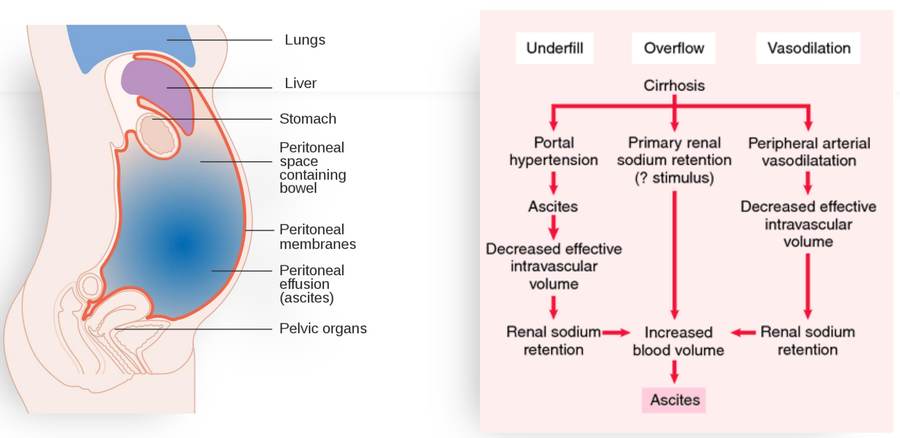 Lungs
Liver
Stomach
Peritoneal
space
containing
bowel
Peritoneal
membranes
Peritoneal
effusion
(ascites)
Pelvic organs
Underfill
Overflow
Vasodilation
Cirrhosis
Portal
hypertension
Primary renal
sodium retention
(? stimulus)
Peripheral arterial
vasodilatation
Ascites
Decreased effective
intravascular
volume
Decreased effective
intravascular
volume
Renal sodium
retention
Increased
blood volume
Renal sodium
retention
Ascites